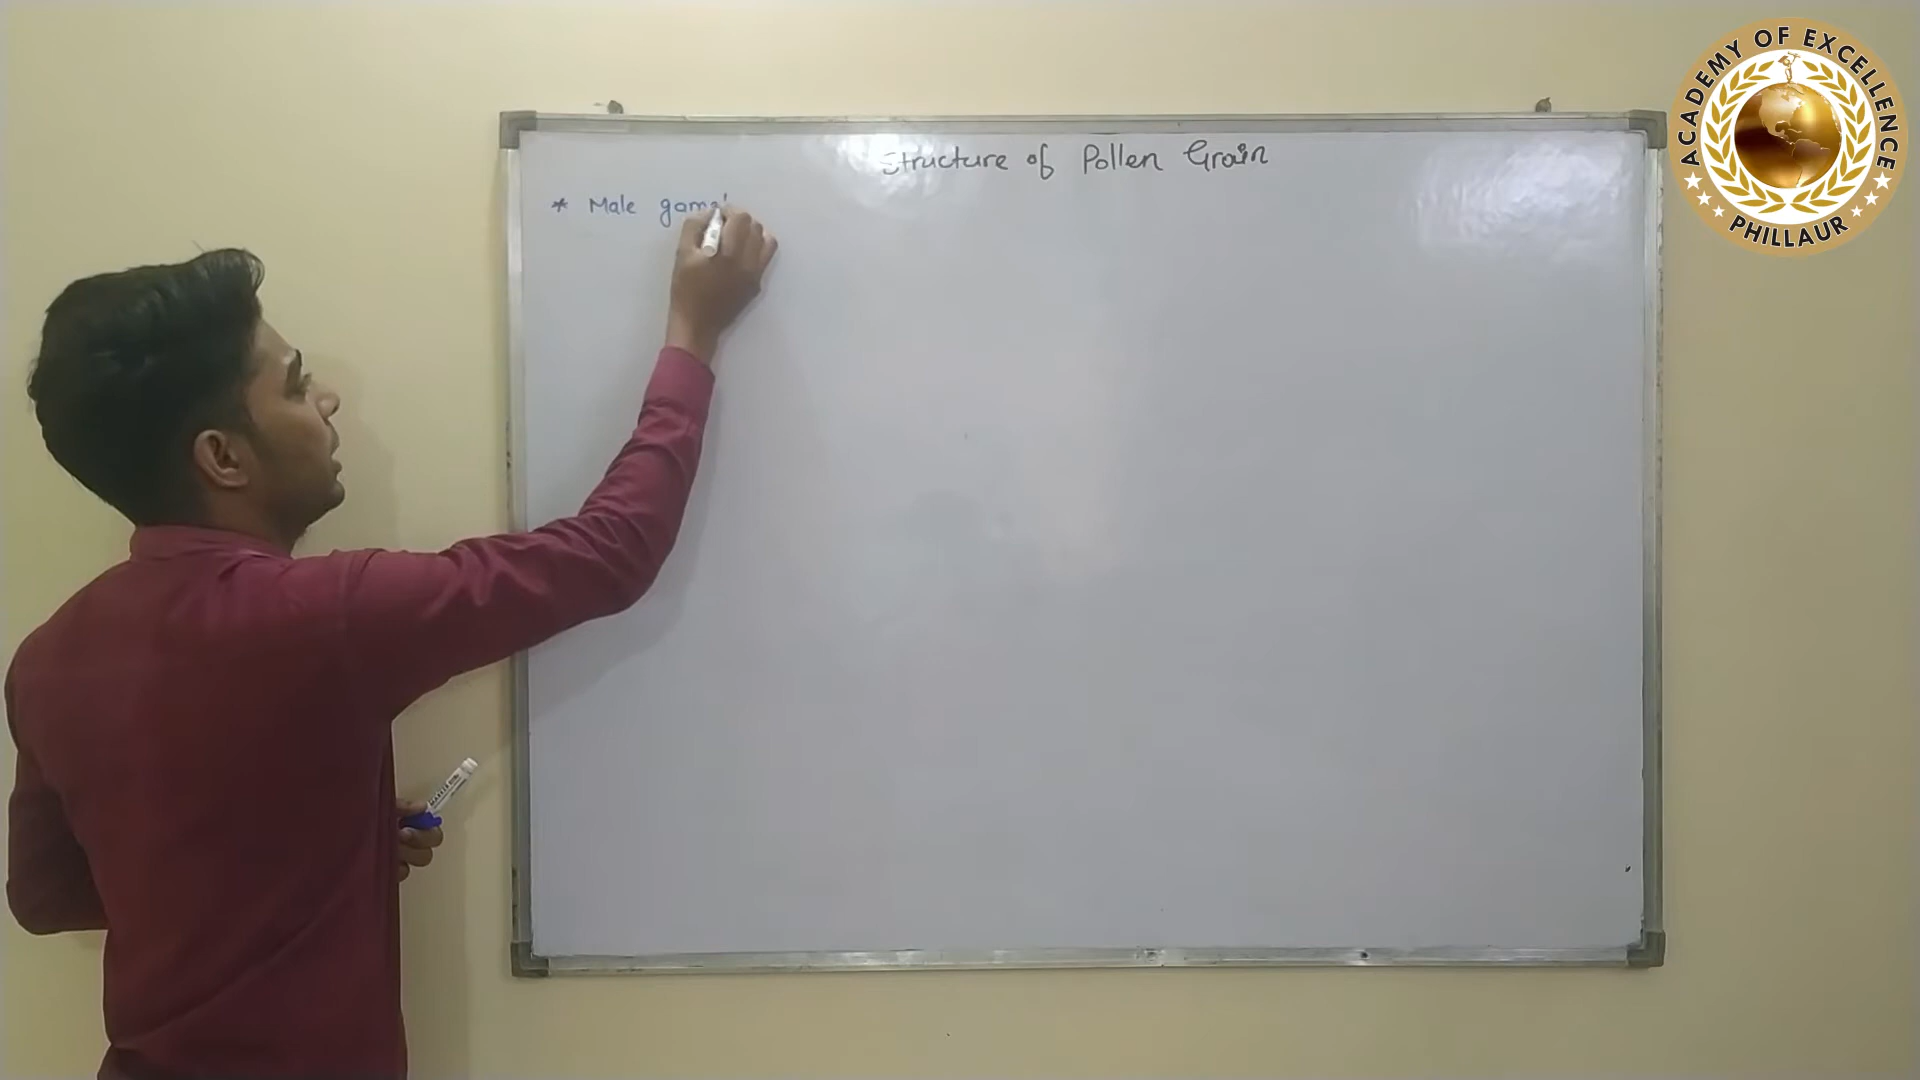 Structure of Pollen Grain
* Male
ACADEMY OF EXCELLENCE
PHILLAUR